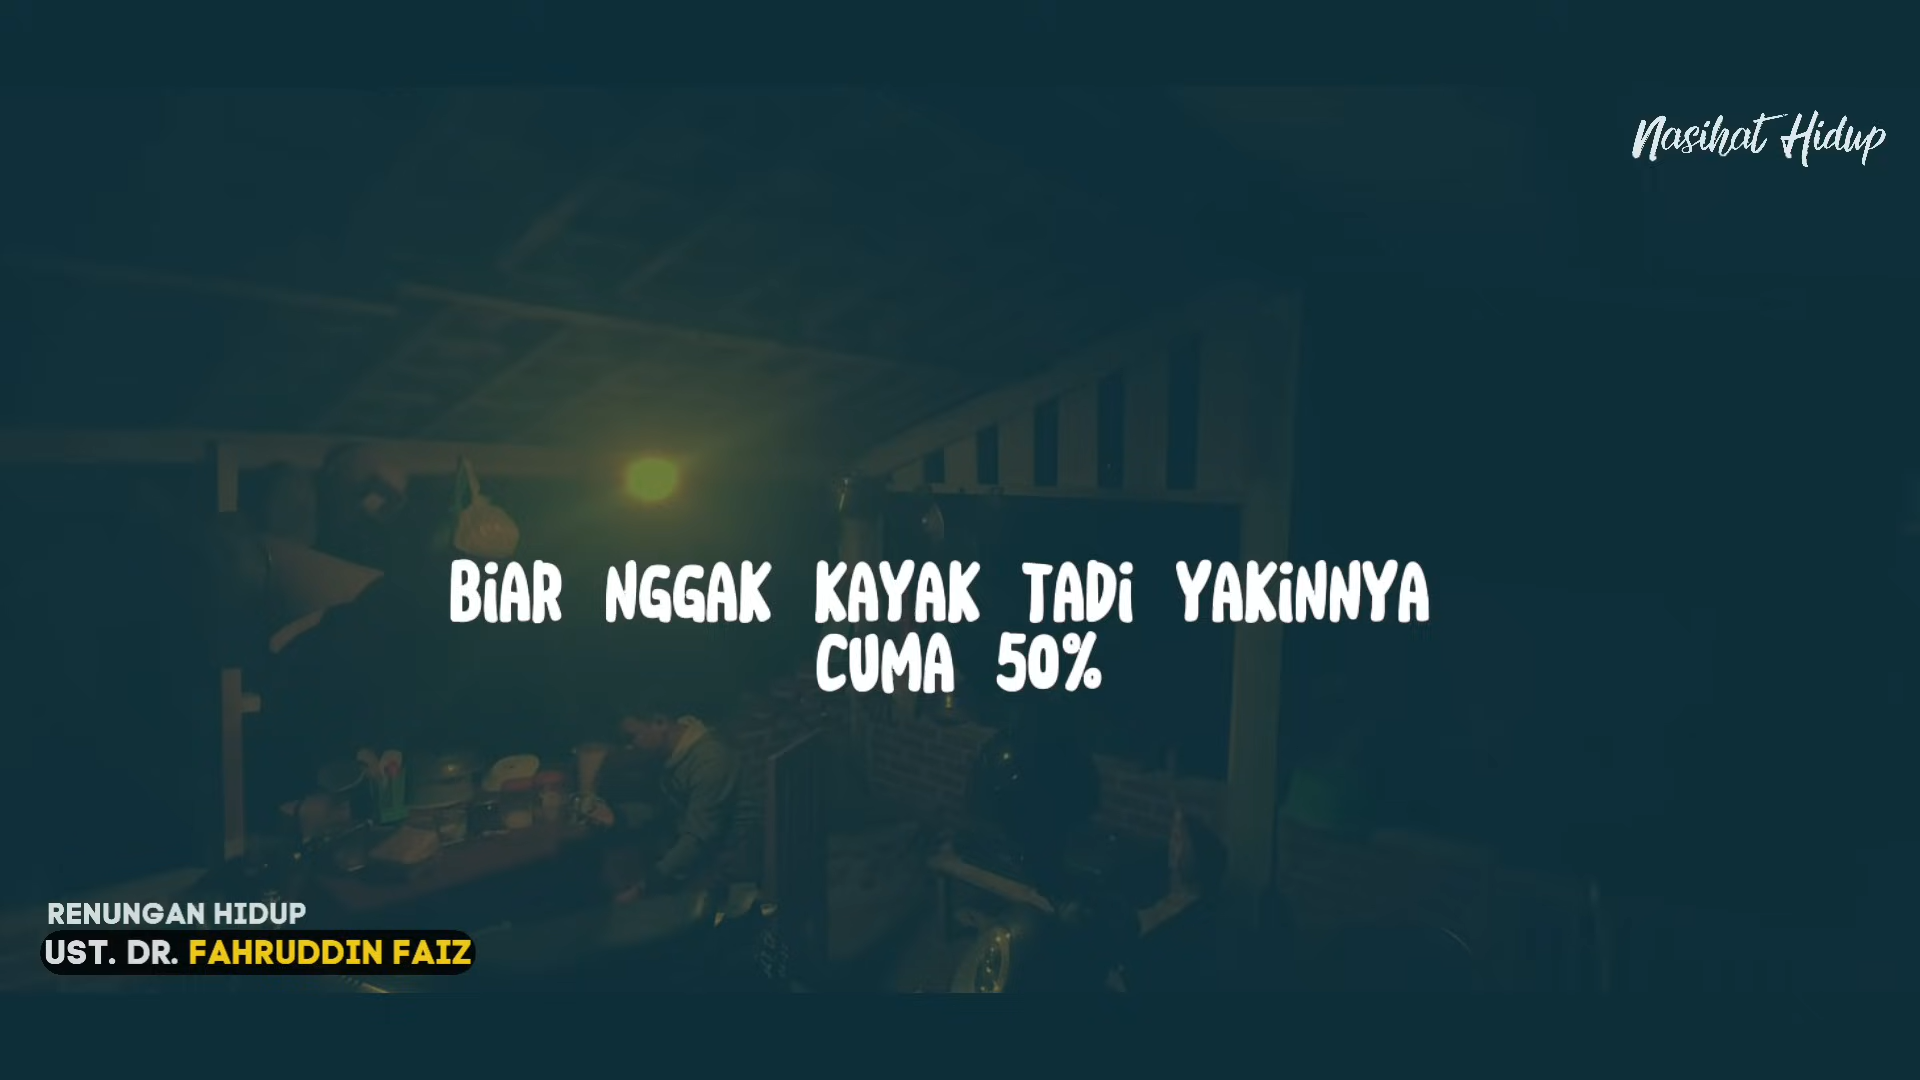 Nasihat Hidup
BiAR NGGAK KAYAK TADi YAKiNNYA
CUMA 50%
RENUNGAN HIDUP
UST. DR. FAHRUDDIN FAIZ